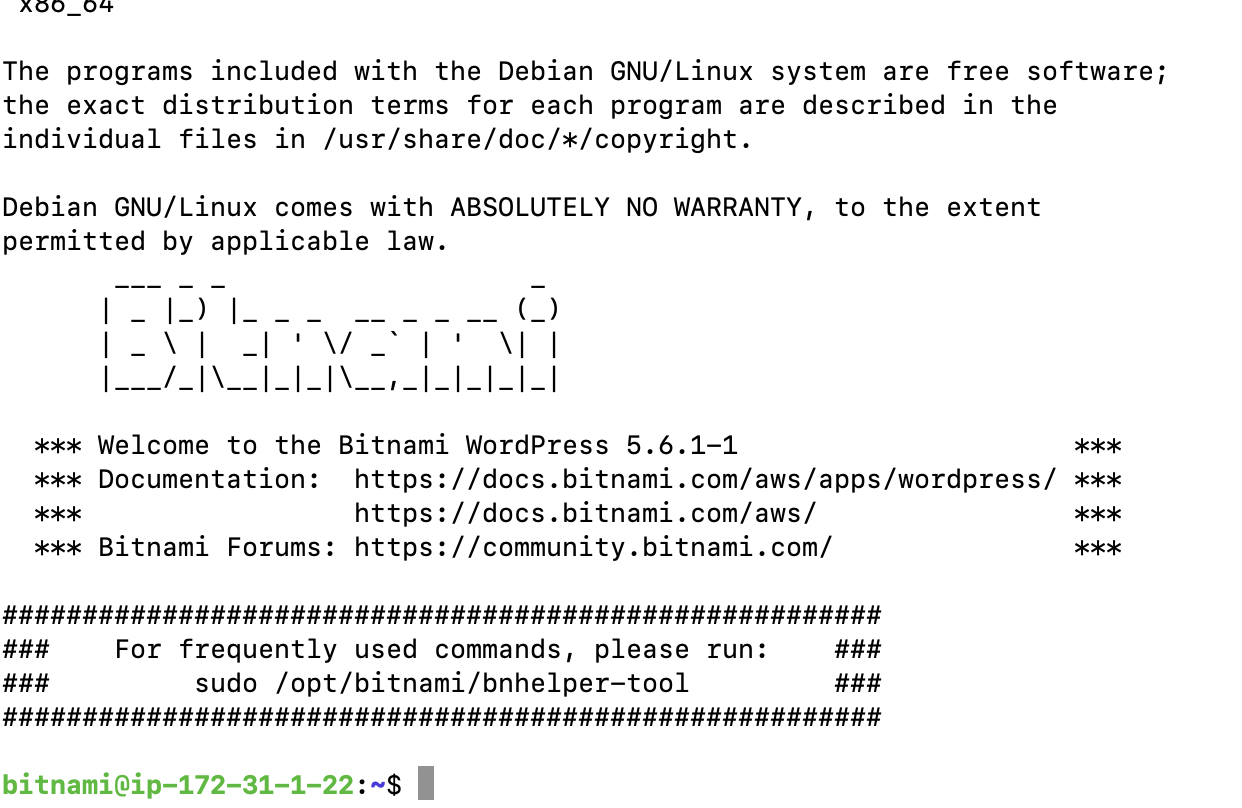 x86_64
The programs included with the Debian GNU/Linux system are free software;
the exact distribution terms for each program are described in the
individual files in /usr/share/doc/*/copyright.
Debian GNU/Linux comes with ABSOLUTELY NO WARRANTY, to the extent
permitted by applicable law.
       ___ _ _                   _
      | _ |_) |_ _ _  __ _ _ __ (_)
      | _ \ |  _| ' \/ _` | '  \| |
      |___/_|\__|_|_|\__,_|_|_|_|_|
*** Welcome to the Bitnami WordPress 5.6.1-1 ***
*** Documentation: https://docs.bitnami.com/aws/apps/wordpress/ ***
*** https://docs.bitnami.com/aws/ ***
*** Bitnami Forums: https://community.bitnami.com/ ***
#######################################################
### For frequently used commands, please run: ###
### sudo /opt/bitnami/bnhelper-tool ###
#######################################################
bitnami@ip-172-31-1-22:~$